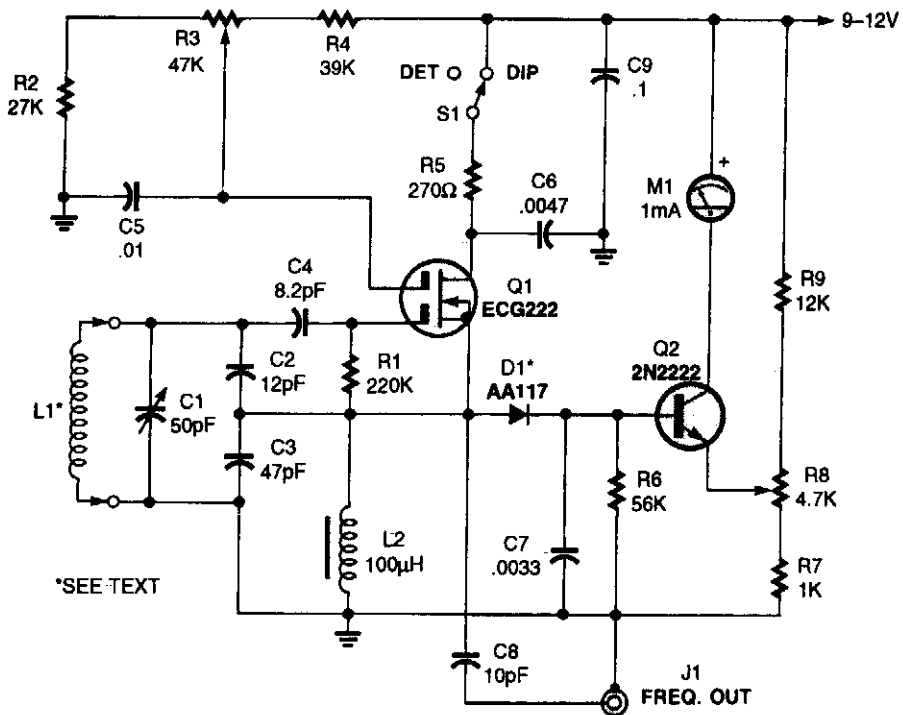 9–12V
R3
47K
R4
39K
DET
DIP
C9
.1
R2
27K
S1
R5
270Ω
C6
.0047
+
M1
1mA
C5
.01
C4
8.2pF
Q1
ECG222
R9
12K
L1*
C1
50pF
C2
12pF
R1
220K
D1*
AA117
Q2
2N2222
C3
47pF
R6
56K
R8
4.7K
L2
100μH
C7
.0033
R7
1K
*SEE TEXT
C8
10pF
J1
FREQ. OUT